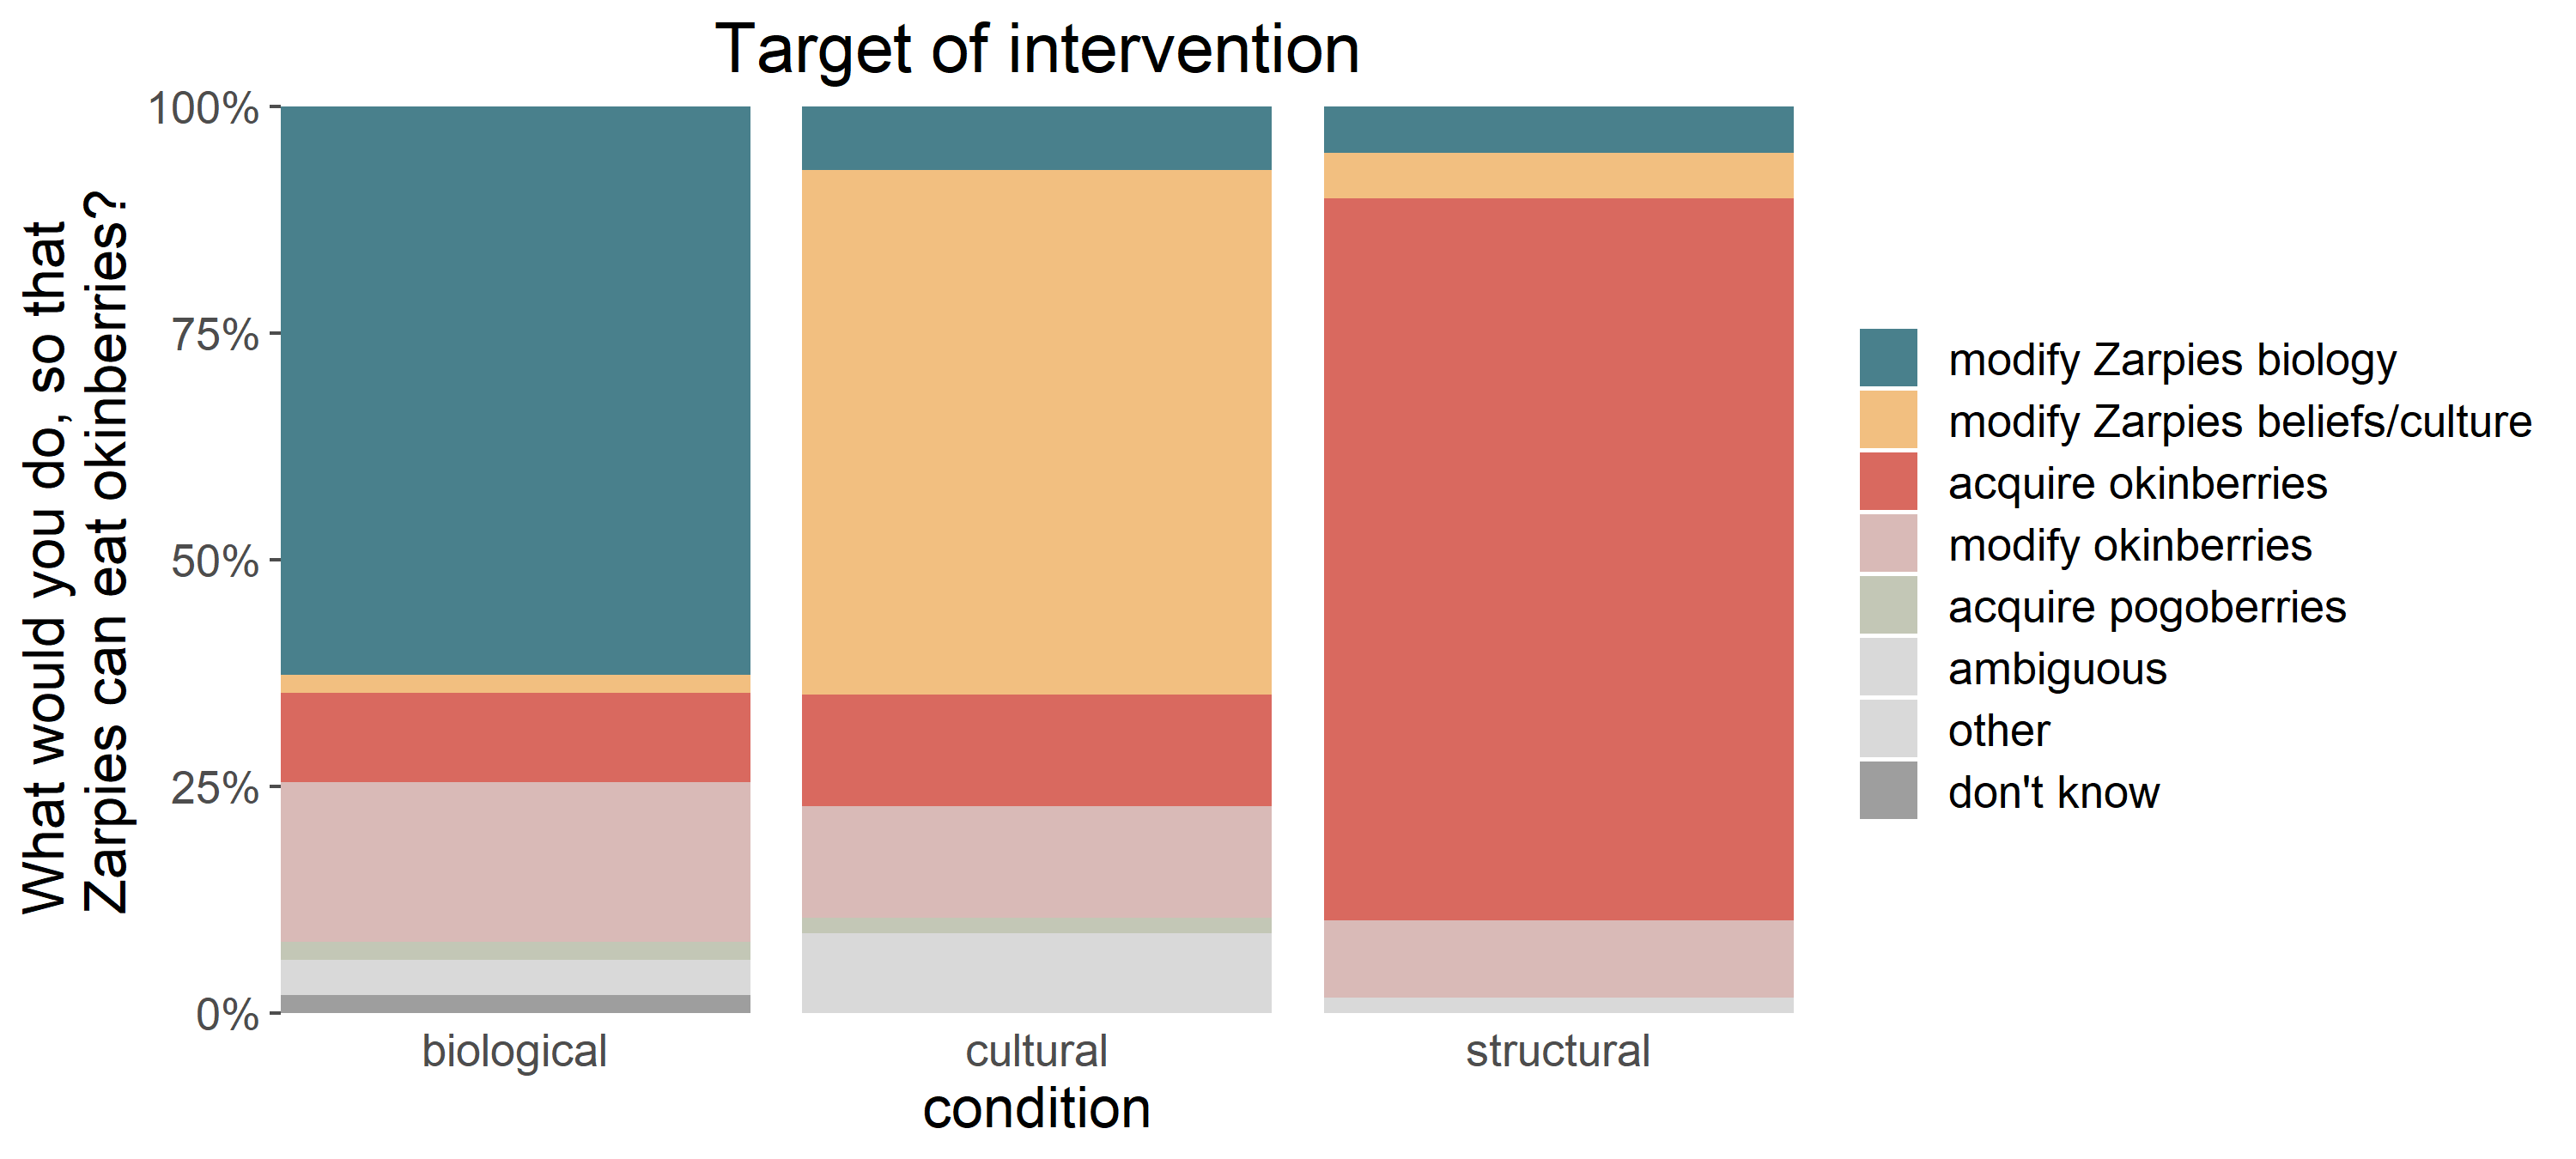 Target of intervention
What would you do, so that
Zarpies can eat okinberries?
100%
75%
50%
25%
0%
biological
cultural
structural
condition
modify Zarpies biology
modify Zarpies beliefs/culture
acquire okinberries
modify okinberries
acquire pogoberries
ambiguous
other
don't know